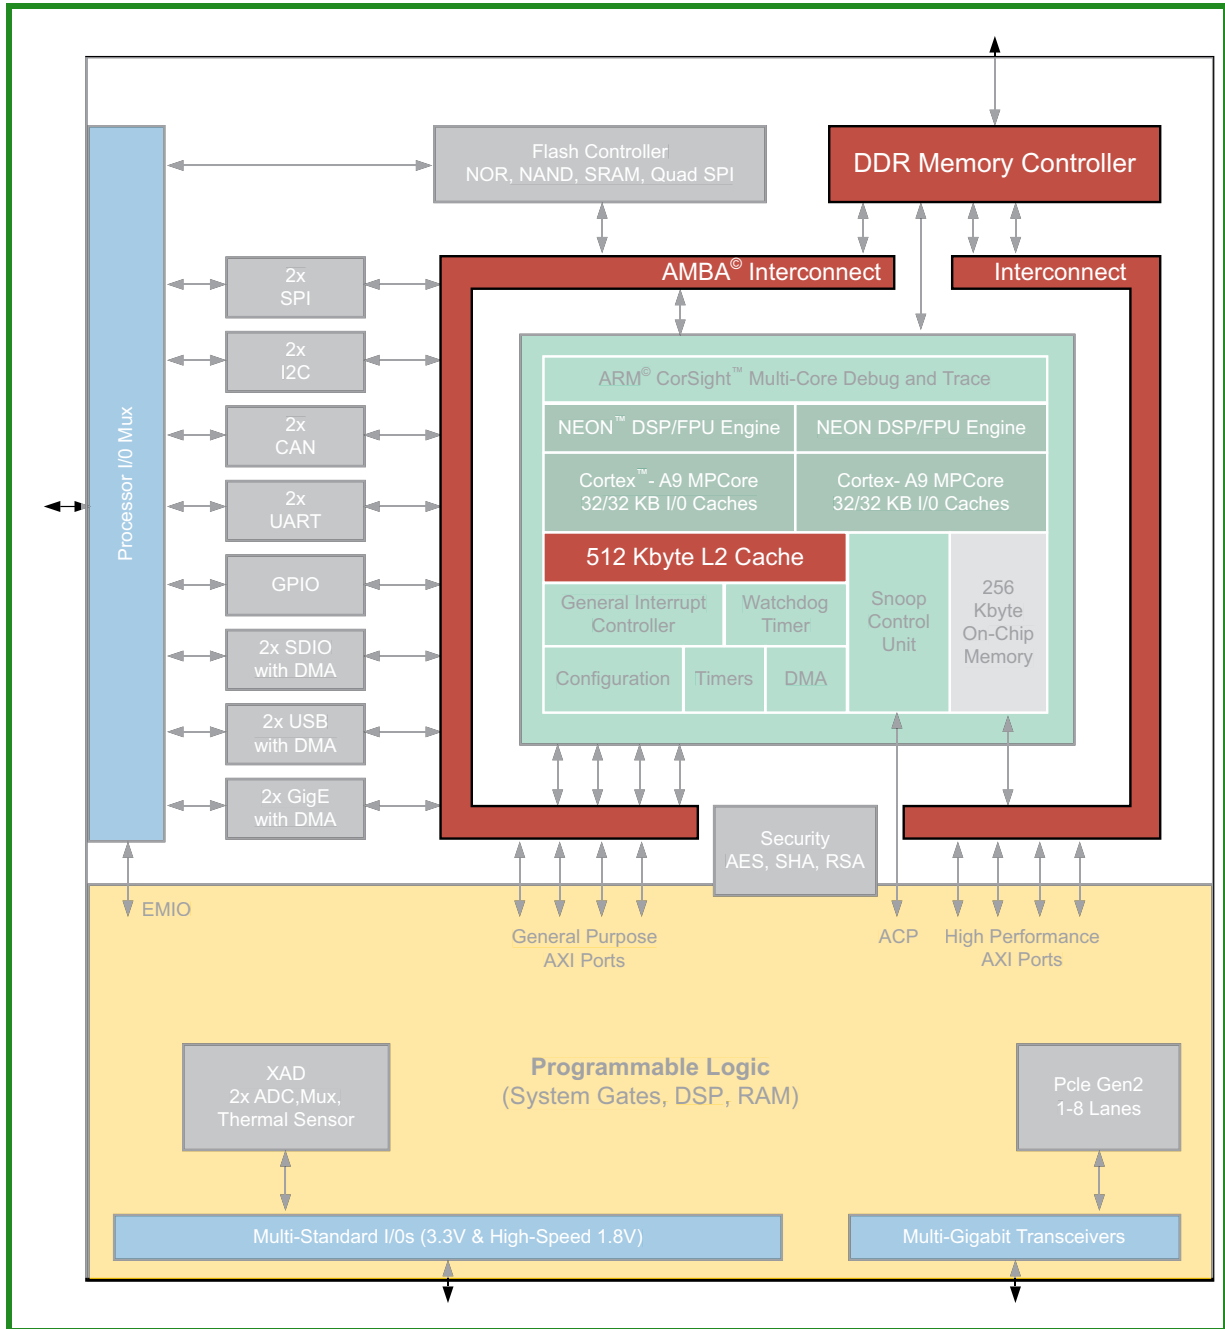 Flash Controller
NOR, NAND, SRAM, Quad SPI
DDR Memory Controller
AMBA© Interconnect
Interconnect
Processor I/0 Mux
2x
SPI
2x
I2C
2x
CAN
2x
UART
GPIO
2x SDIO
with DMA
2x USB
with DMA
2x GigE
with DMA
ARM© CorSight™ Multi-Core Debug and Trace
NEON™ DSP/FPU Engine
NEON DSP/FPU Engine
Cortex™- A9 MPCore
32/32 KB I/0 Caches
Cortex- A9 MPCore
32/32 KB I/0 Caches
512 Kbyte L2 Cache
General Interrupt
Controller
Watchdog
Timer
Configuration
Timers
DMA
Snoop
Control
Unit
256
Kbyte
On-Chip
Memory
Security
AES, SHA, RSA
EMIO
General Purpose
AXI Ports
ACP
High Performance
AXI Ports
XAD
2x ADC,Mux,
Thermal Sensor
Programmable Logic
(System Gates, DSP, RAM)
Pcle Gen2
1-8 Lanes
Multi-Standard I/0s (3.3V & High-Speed 1.8V)
Multi-Gigabit Transceivers